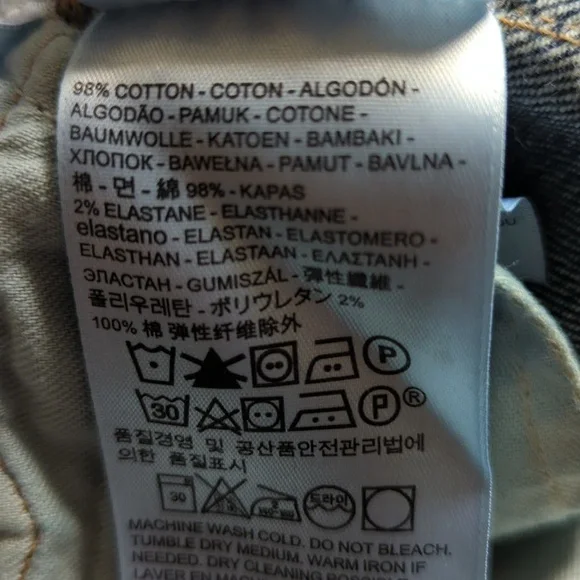 98% COTTON - COTON - ALGODÓN -
ALGODÃO - PAMUK - COTONE -
BAUMWOLLE - KATOEN - BAMBAKI -
ХЛОПОК - BAWEŁNA - PAMUT - BAVLNA -
棉 - 면 - 綿 98% - KAPAS
2% ELASTANE - ELASTHANNE -
elastano - ELASTAN - ELASTOMERO -
ELASTHAN - ELASTAAN - ΕΛΑΣΤΑΝΗ -
ЭЛАСТАН - GUMISZÁL - 弹性纖維 -
폴리우레탄 - ポリウレタン 2%
100% 棉 弹性纤维除外
P
30 P®
품질경영 및 공산품안전관리법에
의한 품질표시
30 드라이
MACHINE WASH COLD. DO NOT BLEACH.
TUMBLE DRY MEDIUM. WARM IRON IF
NEEDED. DRY CLEANING
LAVER EN